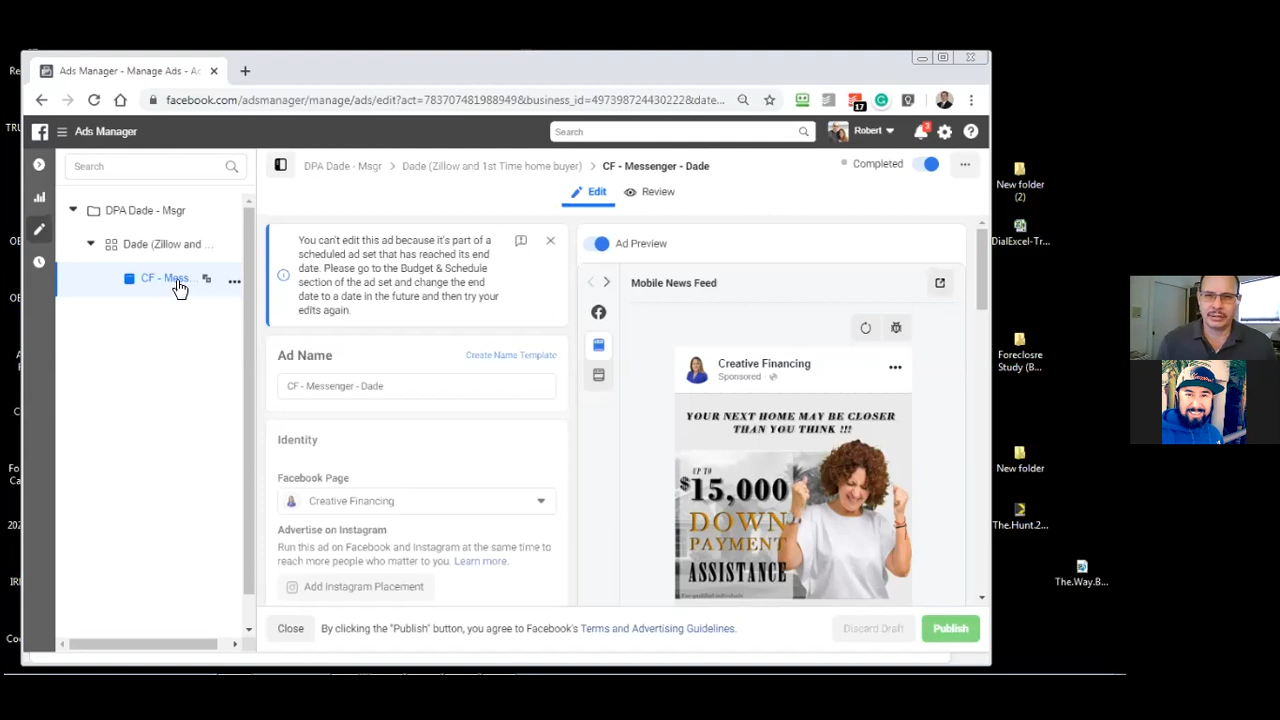 Ads Manager - Manage Ads - Ac
facebook.com/adsmanager/manage/ads/edit?act=783707481988949&business_id=497398724430222&date...
17
Ads Manager
Search
Robert
3
Search
DPA Dade - Msgr
Dade (Zillow and ...
CF - Mess...
DPA Dade - Msgr > Dade (Zillow and 1st Time home buyer) > CF - Messenger - Dade
Completed
Edit
Review
You can't edit this ad because it's part of a
scheduled ad set that has reached its end
date. Please go to the Budget & Schedule
section of the ad set and change the end
date to a date in the future and then try your
edits again.
Ad Name
Create Name Template
CF - Messenger - Dade
Identity
Facebook Page
Creative Financing
Advertise on Instagram
Run this ad on Facebook and Instagram at the same time to
reach more people who matter to you. Learn more.
Add Instagram Placement
Ad Preview
Mobile News Feed
Creative Financing
Sponsored ·
YOUR NEXT HOME MAY BE CLOSER
THAN YOU THINK !!!
UP TO
$15,000
DOWN
PAYMENT
ASSISTANCE
Close
By clicking the "Publish" button, you agree to Facebook's Terms and Advertising Guidelines.
Discard Draft
Publish
New folder
(2)
DialExcel-Tr...
Foreclosre
Study (B...
New folder
The.Hunt.2...
The.Way.B...